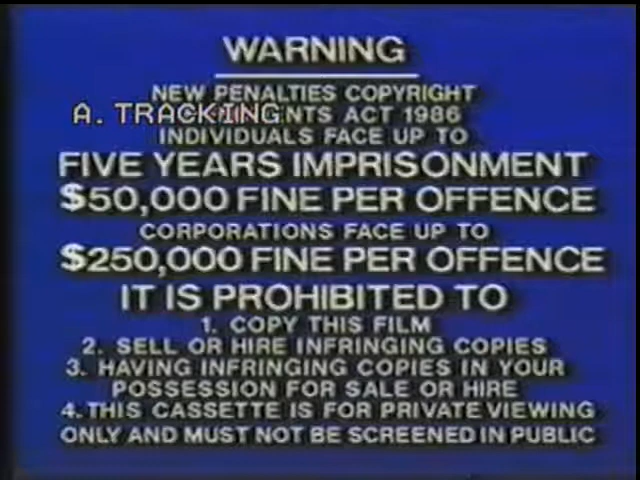 WARNING
NEW PENALTIES COPYRIGHT
A. TRACKING
NTS ACT 1986
INDIVIDUALS FACE UP TO
FIVE YEARS IMPRISONMENT
$50,000 FINE PER OFFENCE
CORPORATIONS FACE UP TO
$250,000 FINE PER OFFENCE
IT IS PROHIBITED TO
1. COPY THIS FILM
2. SELL OR HIRE INFRINGING COPIES
3. HAVING INFRINGING COPIES IN YOUR
POSSESSION FOR SALE OR HIRE
4. THIS CASSETTE IS FOR PRIVATE VIEWING
ONLY AND MUST NOT BE SCREENED IN PUBLIC